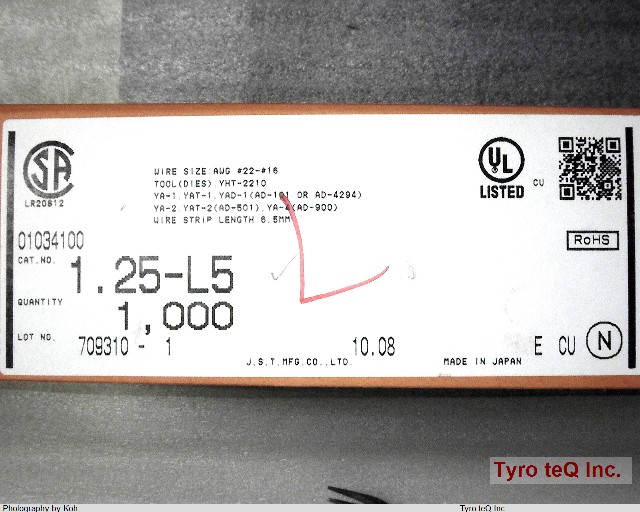 SA
LR20812
WIRE SIZE AWG #22-#16
TOOL(DIES) YHT-2210
YA-1, YAT-1, YAD-1(AD-101 OR AD-4294)
YA-2, YAT-2(AD-501), YA-4(AD-900)
WIRE STRIP LENGTH 6.5MM
UL
LISTED
CU
RoHS
01034100
CAT.NO. 1.25-L5
QUANTITY 1,000
LOT NO. 709310 - 1 10.08 E CU N
J.S.T.MFG.CO.,LTD. MADE IN JAPAN
Tyro teQ Inc.
Photography by Koh Tyro teQ Inc